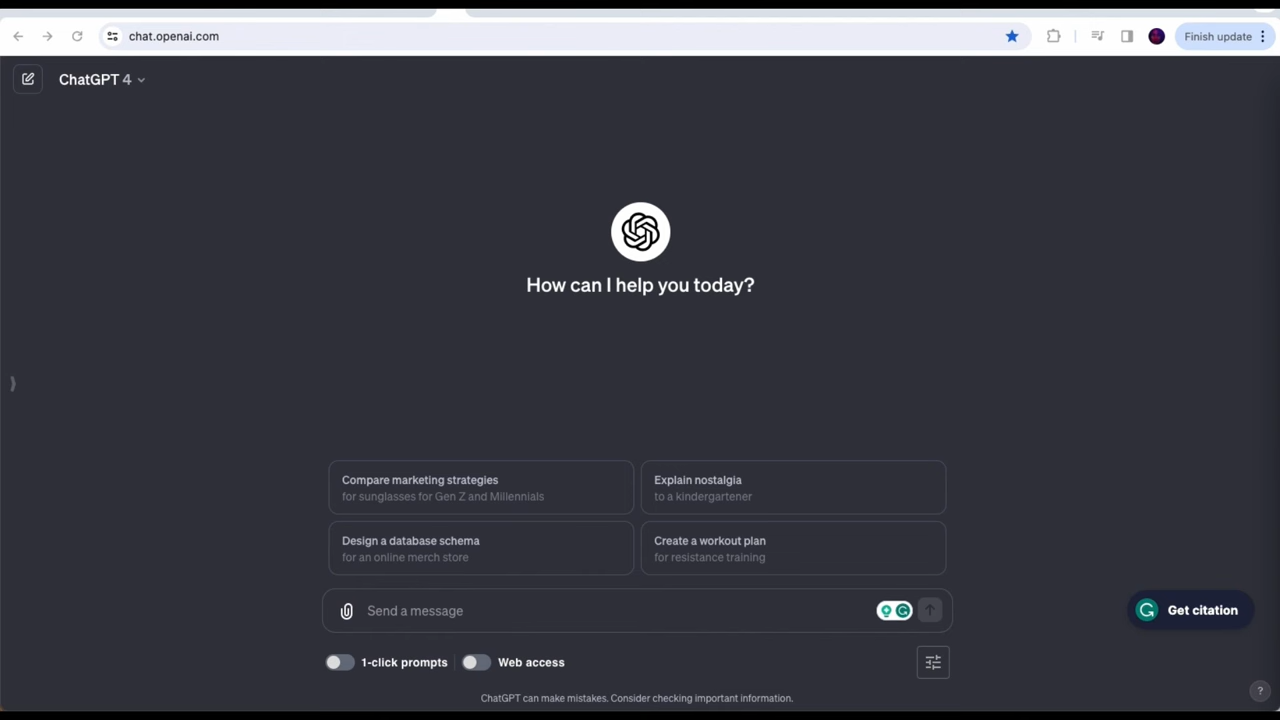 chat.openai.com
Finish update
ChatGPT 4
How can I help you today?
Compare marketing strategies
for sunglasses for Gen Z and Millennials
Explain nostalgia
to a kindergartener
Design a database schema
for an online merch store
Create a workout plan
for resistance training
Send a message
Get citation
1-click prompts
Web access
ChatGPT can make mistakes. Consider checking important information.
?